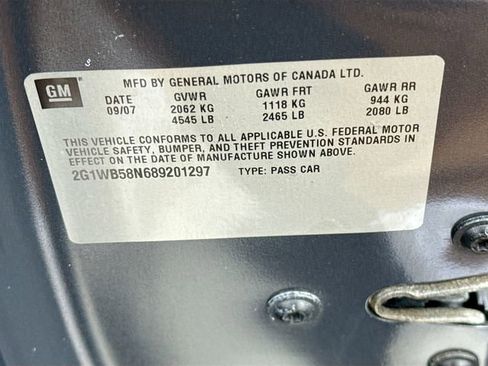 GM
MFD BY GENERAL MOTORS OF CANADA LTD.
DATE GVWR GAWR FRT GAWR RR
09/07 2062 KG 1118 KG 944 KG
4545 LB 2465 LB 2080 LB
THIS VEHICLE CONFORMS TO ALL APPLICABLE U.S. FEDERAL MOTOR
VEHICLE SAFETY, BUMPER, AND THEFT PREVENTION STANDARDS IN
EFFECT ON THE DATE OF MANUFACTURE SHOWN ABOVE.
2G1WB58N689201297 TYPE: PASS CAR